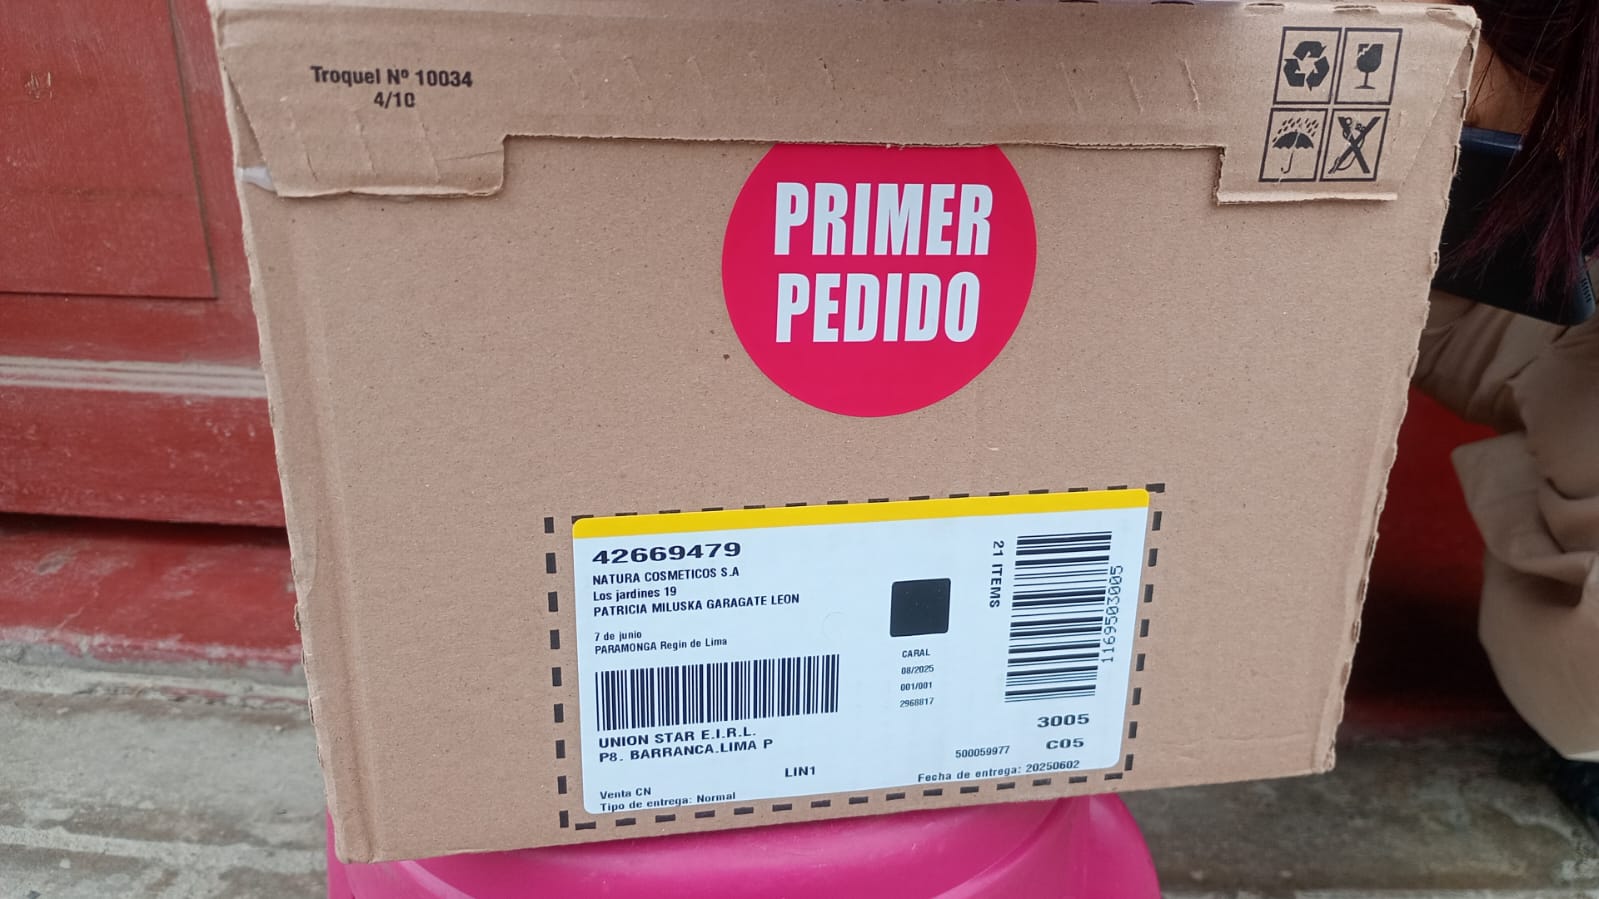 Troquel Nº 10034
4/10
PRIMER
PEDIDO
42669479
NATURA COSMETICOS S.A
Los jardines 19
PATRICIA MILUSKA GARAGATE LEON
7 de junio
PARAMONGA Regin de Lima
UNION STAR E.I.R.L.
P8. BARRANCA.LIMA P
LIN1
Venta CN
Tipo de entrega: Normal
CARAL
08/2025
001/001
2968817
21 ITEMS
1169503005
3005
C05
500059977
Fecha de entrega: 20250602